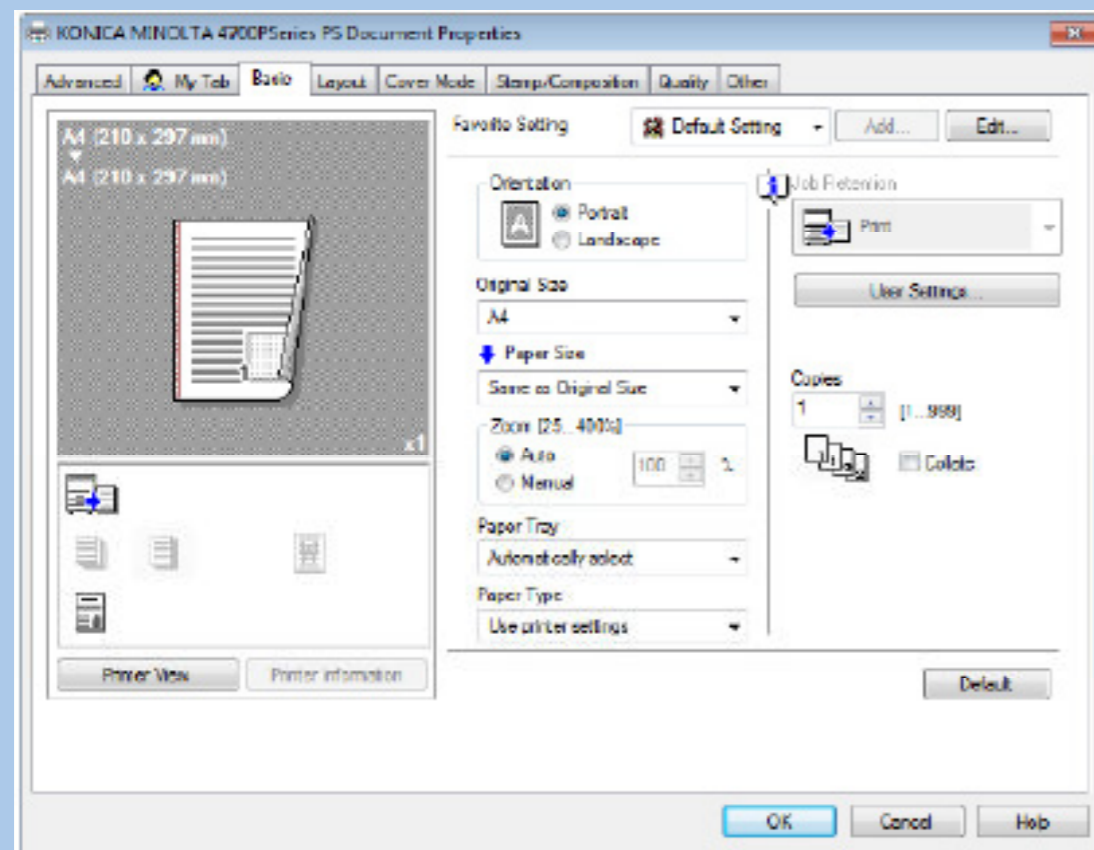 KONICA MINOLTA 4700PSeries PS Document Properties
Advanced My Tab Basic Layout Cover Mode Stamp/Composition Quality Other
A4 (210 x 297 mm)
A4 (210 x 297 mm)
x1
Printer View Printer Information
Favorite Setting Default Setting Add... Edit...
Orientation
A
Portrait
Landscape
Original Size
A4
Paper Size
Same as Original Size
Zoom [25...400%]
Auto
Manual
100 %
Paper Tray
Automatically select
Paper Type
Use printer settings
Job Retention
Print
User Settings...
Copies
1 [1...999]
Collate
Default
OK Cancel Help